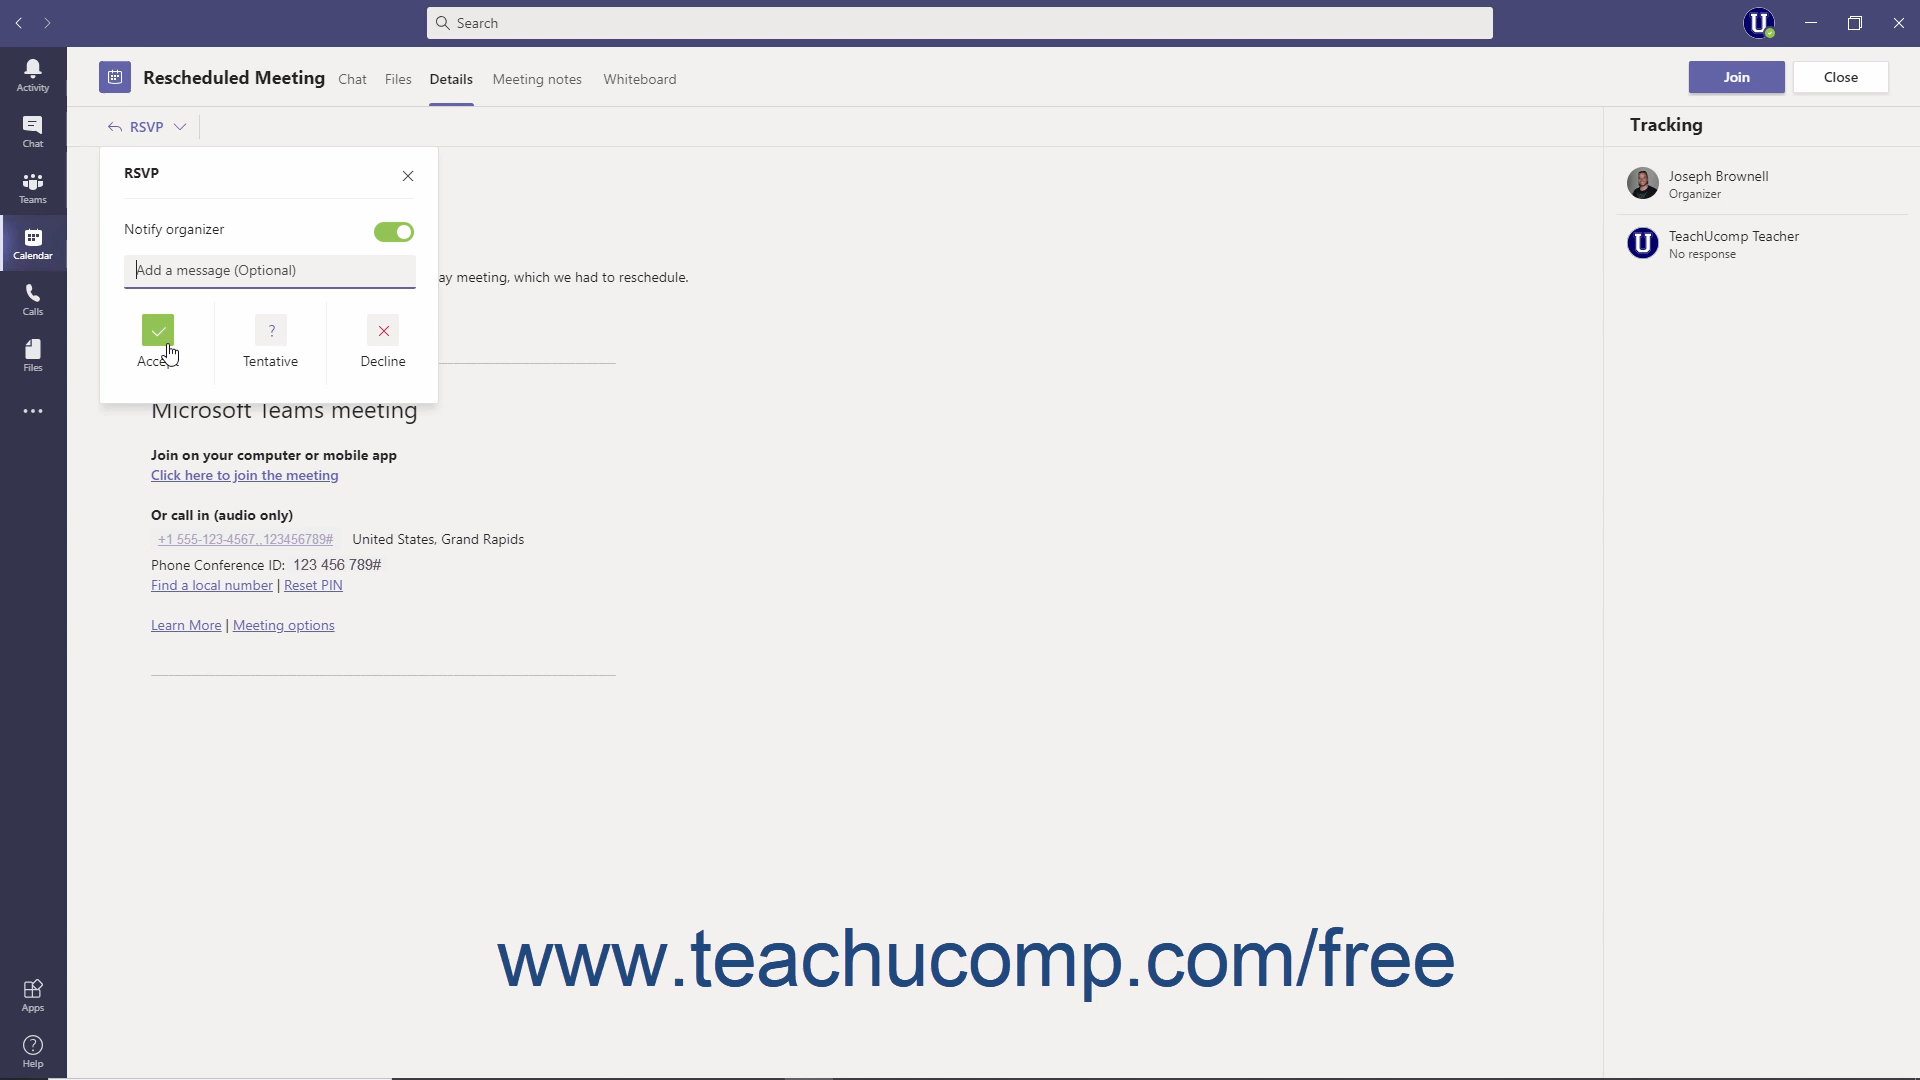 Search
Activity
Chat
Teams
Calendar
Calls
Files
Apps
Help
Rescheduled Meeting Chat Files Details Meeting notes Whiteboard
Join Close
RSVP
RSVP
Notify organizer
Add a message (Optional)
Tentative Decline
meeting, which we had to reschedule.
Microsoft Teams meeting
Join on your computer or mobile app
Click here to join the meeting
Or call in (audio only)
+1 555-123-4567,,123456789# United States, Grand Rapids
Phone Conference ID: 123 456 789#
Find a local number | Reset PIN
Learn More | Meeting options
Tracking
Joseph Brownell
Organizer
U
TeachUcomp Teacher
No response
www.teachucomp.com/free